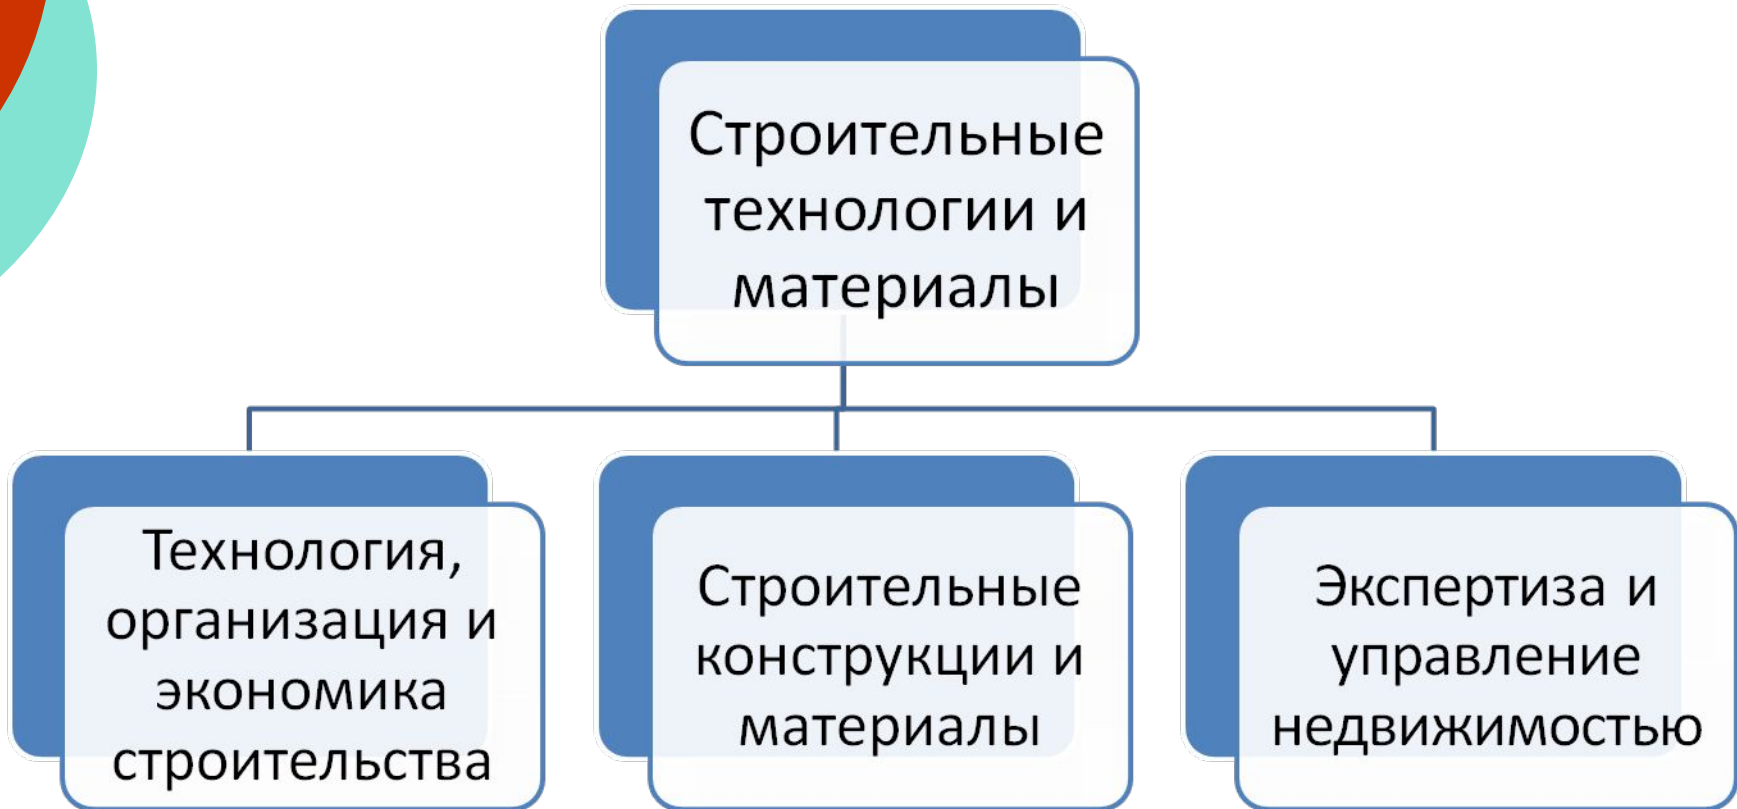 Строительные
технологии и
материалы
Технология,
организация и
экономика
строительства
Строительные
конструкции и
материалы
Экспертиза и
управление
недвижимостью